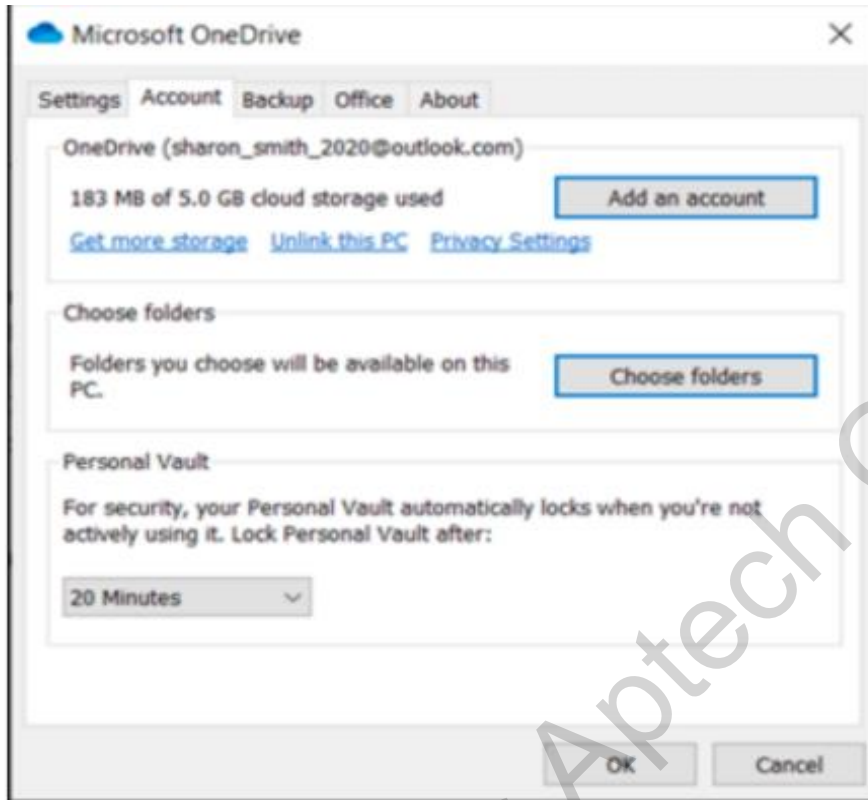 Microsoft OneDrive
Settings Account Backup Office About
OneDrive (sharon_smith_2020@outlook.com)
183 MB of 5.0 GB cloud storage used
Add an account
Get more storage Unlink this PC Privacy Settings
Choose folders
Folders you choose will be available on this
PC.
Choose folders
Personal Vault
For security, your Personal Vault automatically locks when you're not
actively using it. Lock Personal Vault after:
20 Minutes
OK Cancel
Aptech